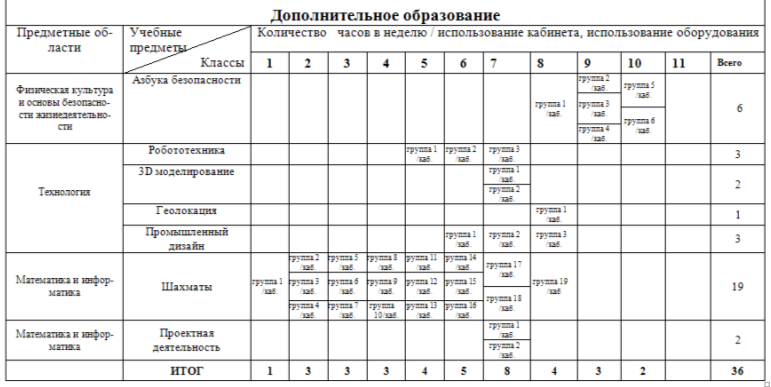 Дополнительное образование
Предметные об-
ласти
Учебные
предметы
Классы
Количество часов в неделю / использование кабинета, использование оборудования
1 2 3 4 5 6 7 8 9 10 11 Всего
Физическая культура
и основы безопасно-
сти жизнедеятельно-
сти
Азбука безопасности
группа 1
/каб.
группа 2
/каб.
группа 3
/каб.
группа 4
/каб.
группа 5
/каб.
группа 6
/каб.
6
Технология
Робототехника
группа 1
/каб.
группа 2
/каб.
группа 3
/каб.
3
3D моделирование
группа 1
/каб.
группа 2
/каб.
2
Геолокация
группа 1
/каб.
1
Промышленный
дизайн
группа 1
/каб.
группа 2
/каб.
группа 3
/каб.
3
Математика и инфор-
матика
Шахматы
группа 1
/каб.
группа 2
/каб.
группа 3
/каб.
группа 4
/каб.
группа 5
/каб.
группа 6
/каб.
группа 7
/каб.
группа 8
/каб.
группа 9
/каб.
группа
10/каб.
группа 11
/каб.
группа 12
/каб.
группа 13
/каб.
группа 14
/каб.
группа 15
/каб.
группа 16
/каб.
группа 17
/каб.
группа 18
/каб.
группа 19
/каб
19
Математика и инфор-
матика
Проектная
деятельность
группа 1
/каб.
группа 2
/каб.
2
ИТОГ 1 3 3 3 4 5 8 4 3 2 36